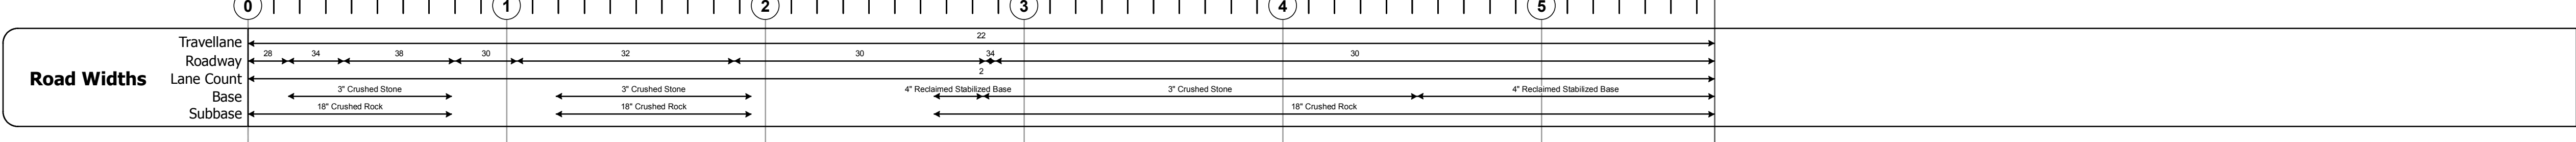 0 1 2 3 4 5
Travellane 22
Roadway 28 34 38 30 32 30 34 30
Road Widths
Lane Count 2
Base 3" Crushed Stone 3" Crushed Stone 4" Reclaimed Stabilized Base 3" Crushed Stone 4" Reclaimed Stabilized Base
Subbase 18" Crushed Rock 18" Crushed Rock 18" Crushed Rock